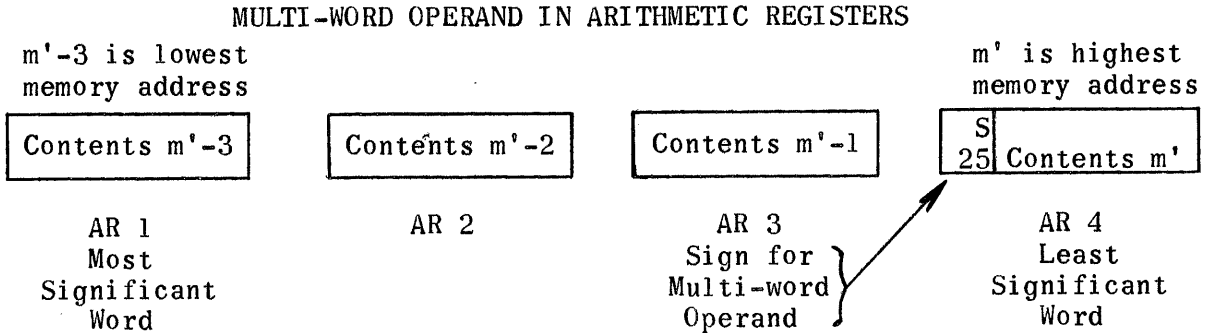 MULTI-WORD OPERAND IN ARITHMETIC REGISTERS
m'-3 is lowest
memory address
m' is highest
memory address
Contents m'-3
Contents m'-2
Contents m'-1
S
25 Contents m'
AR 1
Most
Significant
Word
AR 2
AR 3
Sign for
Multi-word
Operand
AR 4
Least
Significant
Word